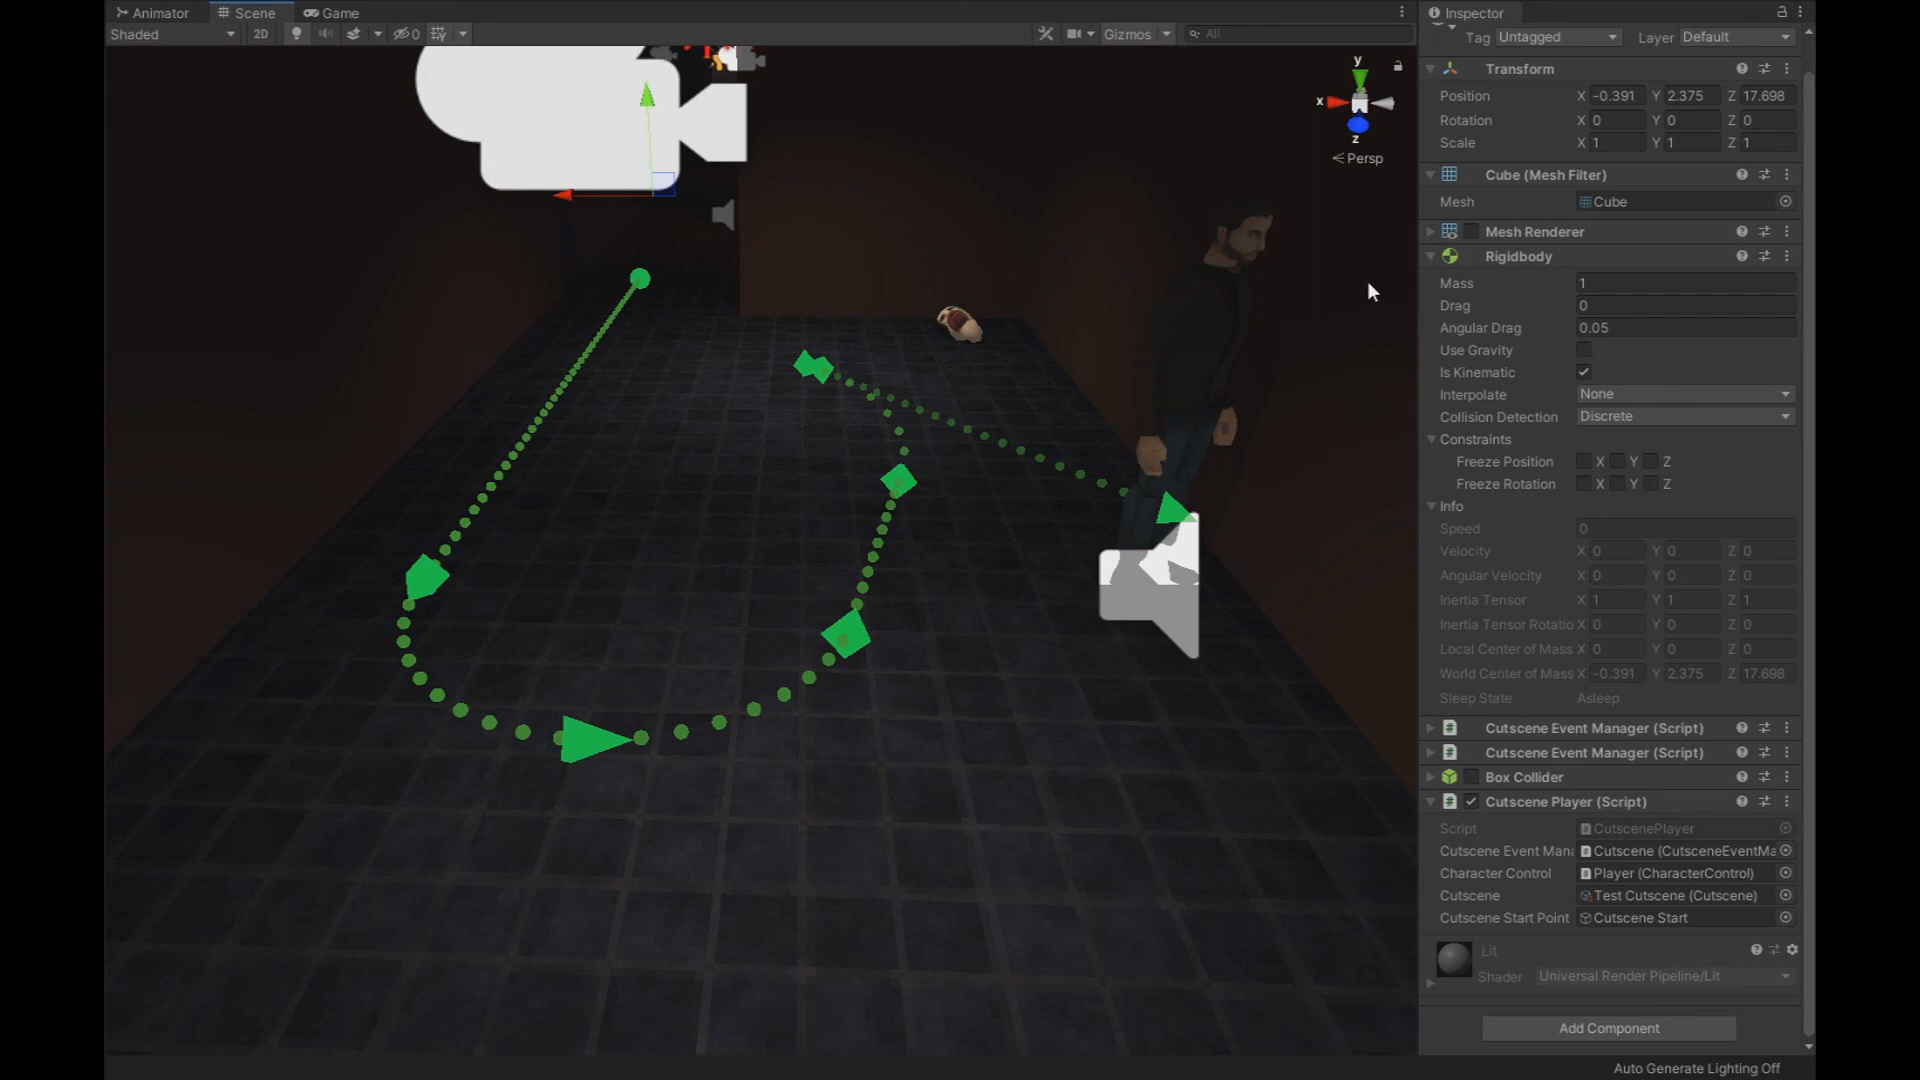 Animator Scene Game
Shaded 2D 0 Gizmos All
y
x
z
Persp
Inspector
Tag Untagged Layer Default
Transform
Position X -0.391 Y 2.375 Z 17.698
Rotation X 0 Y 0 Z 0
Scale X 1 Y 1 Z 1
Cube (Mesh Filter)
Mesh Cube
Mesh Renderer
Rigidbody
Mass 1
Drag 0
Angular Drag 0.05
Use Gravity
Is Kinematic
Interpolate None
Collision Detection Discrete
Constraints
Freeze Position X Y Z
Freeze Rotation X Y Z
Info
Speed 0
Velocity X 0 Y 0 Z 0
Angular Velocity X 0 Y 0 Z 0
Inertia Tensor X 1 Y 1 Z 1
Inertia Tensor Rotatio X 0 Y 0 Z 0
Local Center of Mass X 0 Y 0 Z 0
World Center of Mass X -0.391 Y 2.375 Z 17.698
Sleep State Asleep
Cutscene Event Manager (Script)
Cutscene Event Manager (Script)
Box Collider
Cutscene Player (Script)
Script CutscenePlayer
Cutscene Event Mana Cutscene (CutsceneEventMa
Character Control Player (CharacterControl)
Cutscene Test Cutscene (Cutscene)
Cutscene Start Point Cutscene Start
Lit
Shader Universal Render Pipeline/Lit
Add Component
Auto Generate Lighting Off